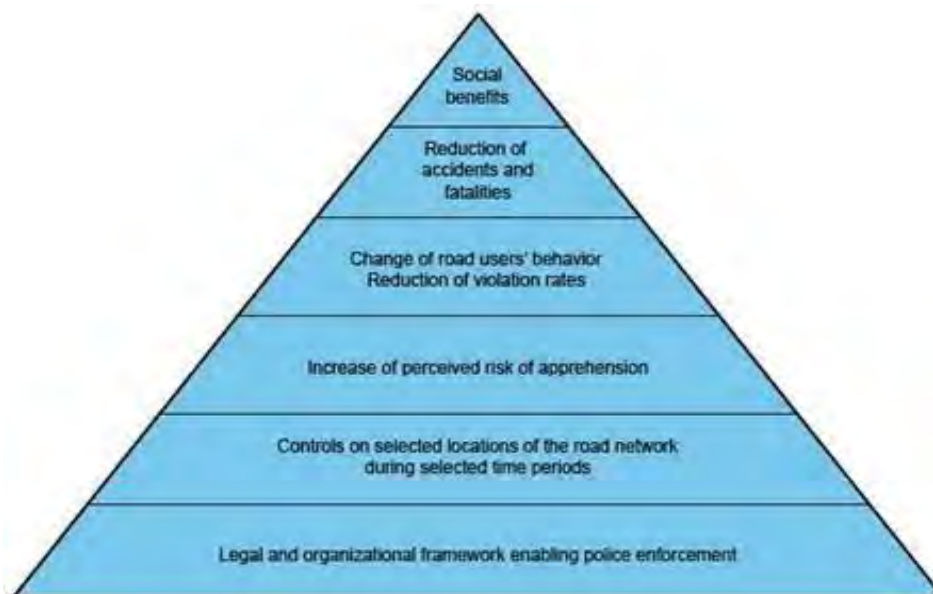 Social
benefits
Reduction of
accidents and
fatalities
Change of road users' behavior
Reduction of violation rates
Increase of perceived risk of apprehension
Controls on selected locations of the road network
during selected time periods
Legal and organizational framework enabling police enforcement